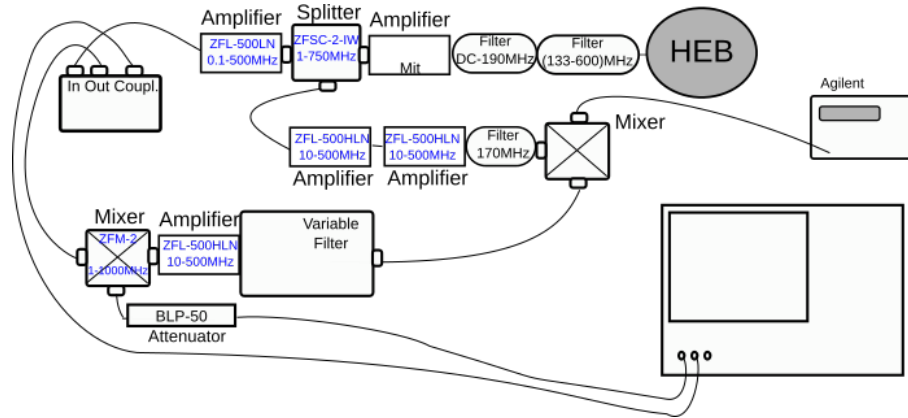 Amplifier
Splitter
Amplifier
ZFL-500LN
0.1-500MHz
ZFSC-2-IW
1-750MHz
Mit
Filter
DC-190MHz
Filter
(133-600)MHz
HEB
In Out Coupl.
Agilent
ZFL-500HLN
10-500MHz
ZFL-500HLN
10-500MHz
Filter
170MHz
Mixer
Amplifier
Amplifier
Mixer
Amplifier
Variable
Filter
ZFM-2
1-1000MHz
ZFL-500HLN
10-500MHz
BLP-50
Attenuator